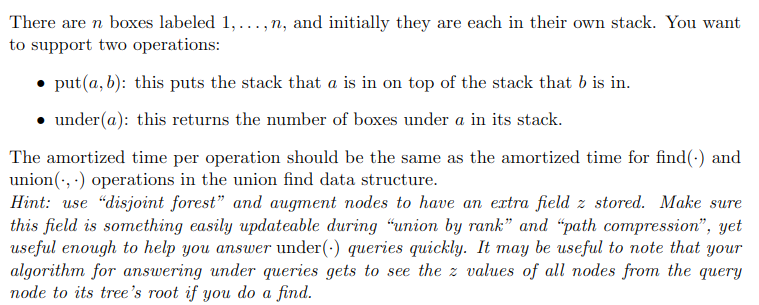 There are n boxes labeled 1, . . . , n, and initially they are each in their own stack. You want
to support two operations:
• put(a, b): this puts the stack that a is in on top of the stack that b is in.
• under(a): this returns the number of boxes under a in its stack.
The amortized time per operation should be the same as the amortized time for find(·) and
union(·, ·) operations in the union find data structure.
Hint: use “disjoint forest” and augment nodes to have an extra field z stored. Make sure
this field is something easily updateable during “union by rank” and “path compression”, yet
useful enough to help you answer under(·) queries quickly. It may be useful to note that your
algorithm for answering under queries gets to see the z values of all nodes from the query
node to its tree’s root if you do a find.